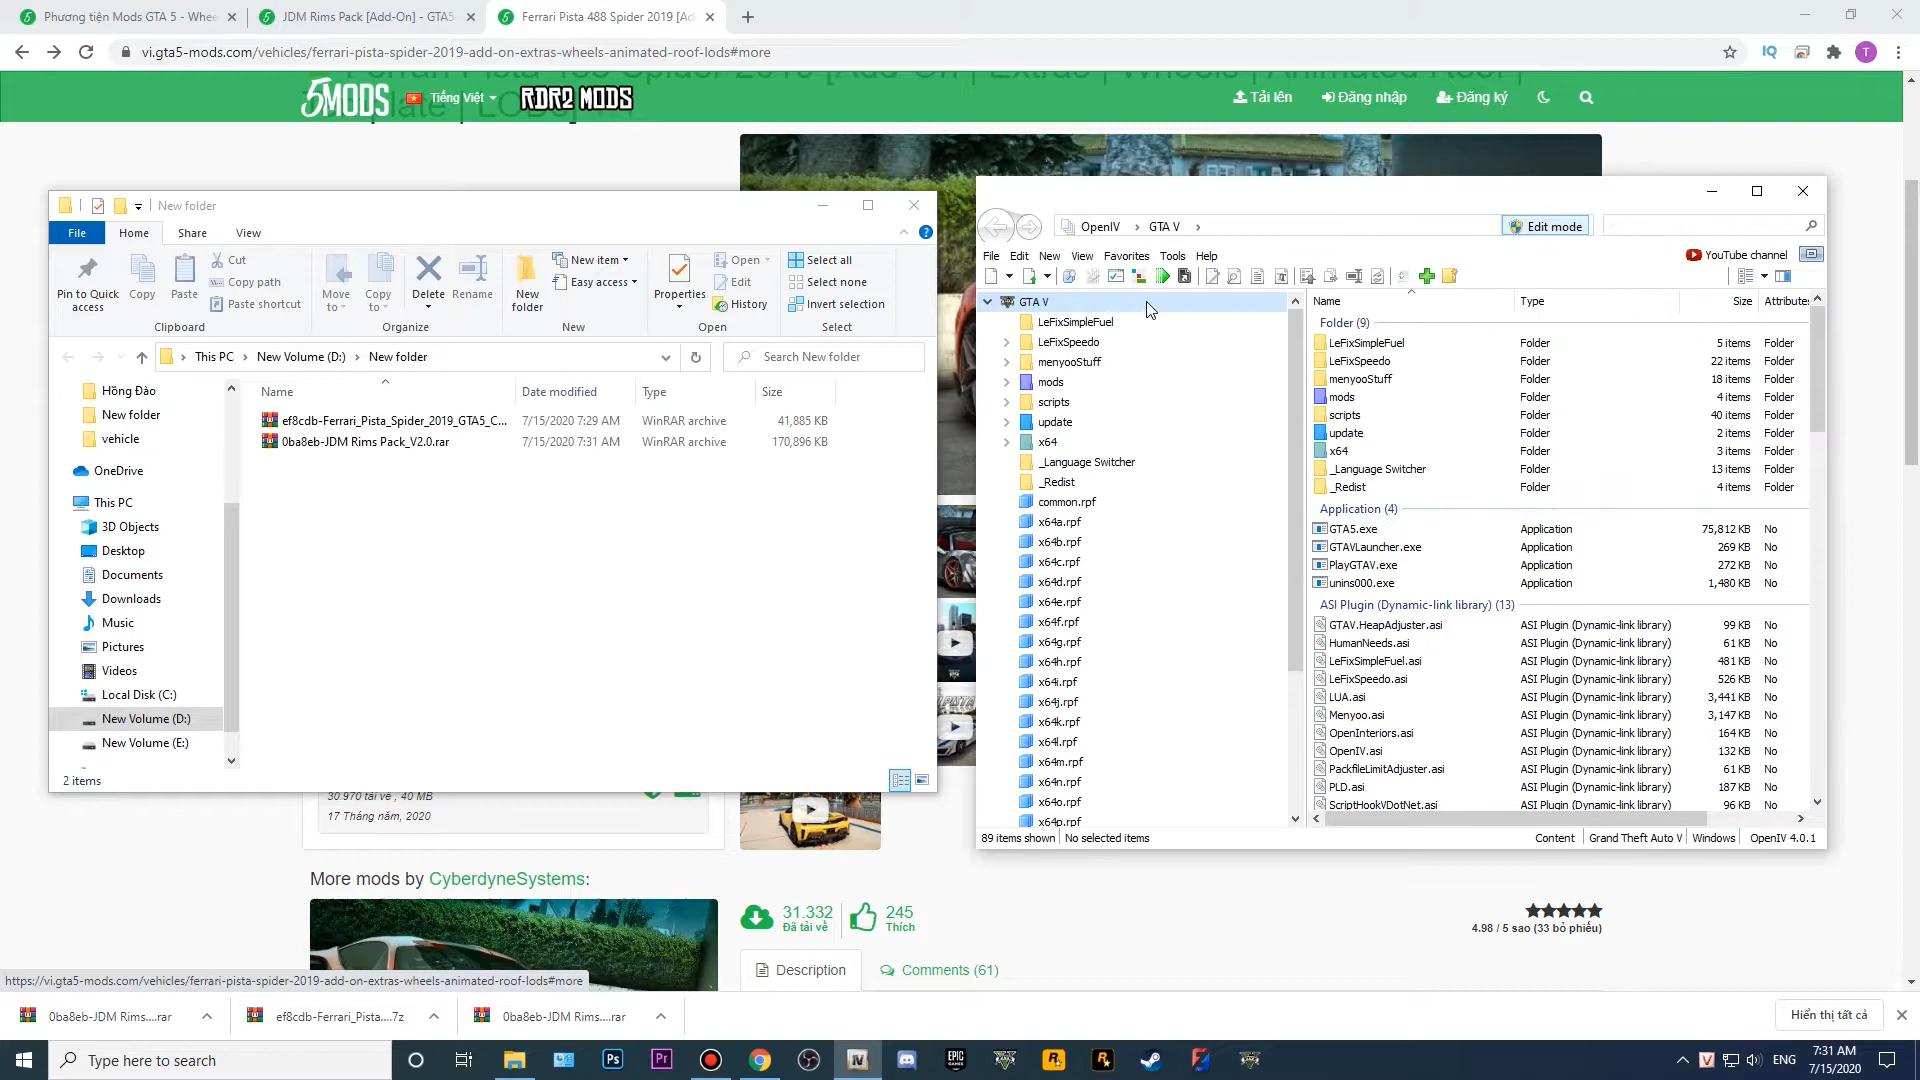 Phương tiện Mods GTA 5 - Whee
JDM Rims Pack [Add-On] - GTA5
Ferrari Pista 488 Spider 2019 [Ad
vi.gta5-mods.com/vehicles/ferrari-pista-spider-2019-add-on-extras-wheels-animated-roof-lods#more
IQ
T
Ferrari Pista 488 Spider 2019 [Add-On | Extras | Wheels | Animated Roof |
5MODS
Tiếng Việt
RDR2 MODS
Tải lên
Đăng nhập
Đăng ký
New folder
File
Home
Share
View
Pin to Quick access
Copy
Paste
Cut
Copy path
Paste shortcut
Move to
Copy to
Delete
Rename
New folder
New item
Easy access
Properties
Open
Edit
History
Select all
Select none
Invert selection
Clipboard
Organize
New
Open
Select
This PC
New Volume (D:)
New folder
Search New folder
Name
Date modified
Type
Size
ef8cdb-Ferrari_Pista_Spider_2019_GTA5_C...
7/15/2020 7:29 AM
WinRAR archive
41,885 KB
0ba8eb-JDM Rims Pack_V2.0.rar
7/15/2020 7:31 AM
WinRAR archive
170,896 KB
Hồng Đào
New folder
vehicle
OneDrive
This PC
3D Objects
Desktop
Documents
Downloads
Music
Pictures
Videos
Local Disk (C:)
New Volume (D:)
New Volume (E:)
2 items
OpenIV
GTA V
Edit mode
File
Edit
New
View
Favorites
Tools
Help
YouTube channel
GTA V
LeFixSimpleFuel
LeFixSpeedo
menyooStuff
mods
scripts
update
x64
_Language Switcher
_Redist
common.rpf
x64a.rpf
x64b.rpf
x64c.rpf
x64d.rpf
x64e.rpf
x64f.rpf
x64g.rpf
x64h.rpf
x64i.rpf
x64j.rpf
x64k.rpf
x64l.rpf
x64m.rpf
x64n.rpf
x64o.rpf
x64p.rpf
Name
Type
Size
Attributes
Folder (9)
LeFixSimpleFuel Folder 5 items Folder
LeFixSpeedo Folder 22 items Folder
menyooStuff Folder 18 items Folder
mods Folder 4 items Folder
scripts Folder 40 items Folder
update Folder 2 items Folder
x64 Folder 3 items Folder
_Language Switcher Folder 13 items Folder
_Redist Folder 4 items Folder
Application (4)
GTA5.exe Application 75,812 KB No
GTAVLauncher.exe Application 269 KB No
PlayGTAV.exe Application 272 KB No
unins000.exe Application 1,480 KB No
ASI Plugin (Dynamic-link library) (13)
GTAV.HeapAdjuster.asi ASI Plugin (Dynamic-link library) 99 KB No
HumanNeeds.asi ASI Plugin (Dynamic-link library) 61 KB No
LeFixSimpleFuel.asi ASI Plugin (Dynamic-link library) 481 KB No
LeFixSpeedo.asi ASI Plugin (Dynamic-link library) 526 KB No
LUA.asi ASI Plugin (Dynamic-link library) 3,441 KB No
Menyoo.asi ASI Plugin (Dynamic-link library) 3,147 KB No
OpenInteriors.asi ASI Plugin (Dynamic-link library) 164 KB No
OpenIV.asi ASI Plugin (Dynamic-link library) 132 KB No
PackfileLimitAdjuster.asi ASI Plugin (Dynamic-link library) 61 KB No
PLD.asi ASI Plugin (Dynamic-link library) 187 KB No
ScriptHookVDotNet.asi ASI Plugin (Dynamic-link library) 96 KB No
89 items shown
No selected items
Content
Grand Theft Auto V
Windows
OpenIV 4.0.1
30.970 tải về , 40 MB
17 Tháng năm, 2020
More mods by CyberdyneSystems:
31.332
Đã tải về
245
Thích
4.98 / 5 sao (33 bỏ phiếu)
Description
Comments (61)
https://vi.gta5-mods.com/vehicles/ferrari-pista-spider-2019-add-on-extras-wheels-animated-roof-lods#more
0ba8eb-JDM Rims....rar
ef8cdb-Ferrari_Pista....7z
0ba8eb-JDM Rims....rar
Hiển thị tất cả
Type here to search
Ps
Pr
IV
EPIC GAMES
ENG
7:31 AM
7/15/2020